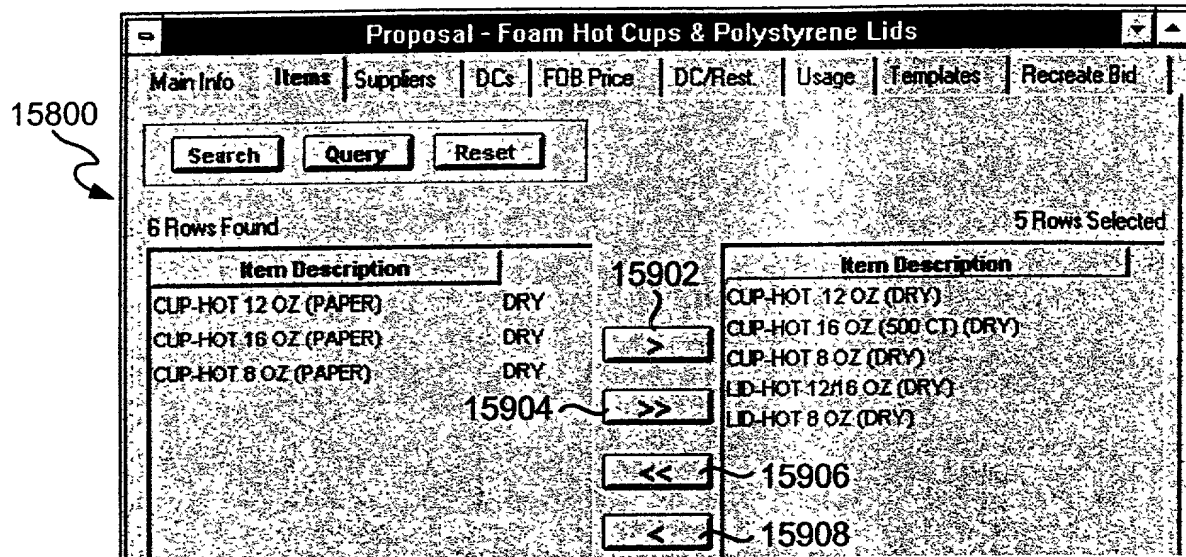 Proposal - Foam Hot Cups & Polystyrene Lids
Main Info Items Suppliers DCs FOB Price DC/Rest. Usage Templates Recreate Bid
15800
Search Query Reset
6 Rows Found
5 Rows Selected
Item Description
CUP-HOT 12 OZ (PAPER) DRY
CUP-HOT 16 OZ (PAPER) DRY
CUP-HOT 8 OZ (PAPER) DRY
15902
>
15904
>>
<<
15906
<
15908
Item Description
CUP-HOT 12 OZ (DRY)
CUP-HOT 16 OZ (500 CT) (DRY)
CUP-HOT 8 OZ (DRY)
LID-HOT 12/16 OZ (DRY)
LID-HOT 8 OZ (DRY)